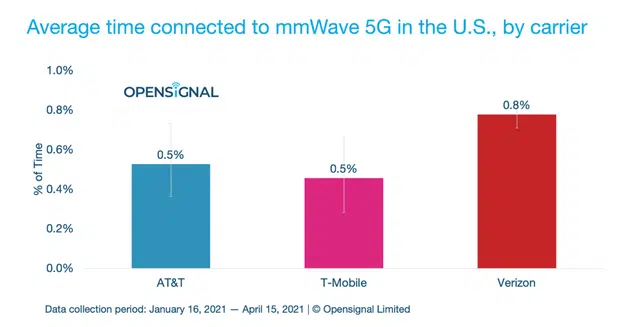 Average time connected to mmWave 5G in the U.S., by carrier
1.0%
OPENSIGNAL
0.8%
0.8%
0.6%
0.5%
0.5%
% of Time
0.4%
0.2%
0.0%
AT&T
T-Mobile
Verizon
Data collection period: January 16, 2021 — April 15, 2021 | © Opensignal Limited